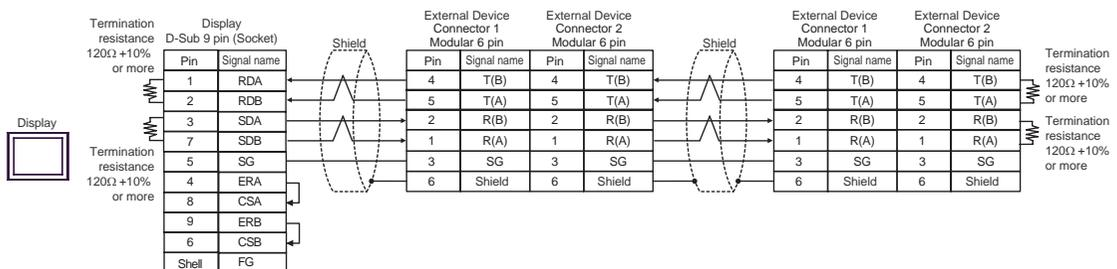 Termination
resistance
120Ω +10%
or more
Display
D-Sub 9 pin (Socket)
Pin Signal name
1 RDA
2 RDB
3 SDA
7 SDB
5 SG
4 ERA
8 CSA
9 ERB
6 CSB
Shell FG
Display
Termination
resistance
120Ω +10%
or more
Shield
External Device
Connector 1
Modular 6 pin
External Device
Connector 2
Modular 6 pin
Pin Signal name Pin Signal name
4 T(B) 4 T(B)
5 T(A) 5 T(A)
2 R(B) 2 R(B)
1 R(A) 1 R(A)
3 SG 3 SG
6 Shield 6 Shield
Shield
External Device
Connector 1
Modular 6 pin
External Device
Connector 2
Modular 6 pin
Pin Signal name Pin Signal name
4 T(B) 4 T(B)
5 T(A) 5 T(A)
2 R(B) 2 R(B)
1 R(A) 1 R(A)
3 SG 3 SG
6 Shield 6 Shield
Termination
resistance
120Ω +10%
or more
Termination
resistance
120Ω +10%
or more